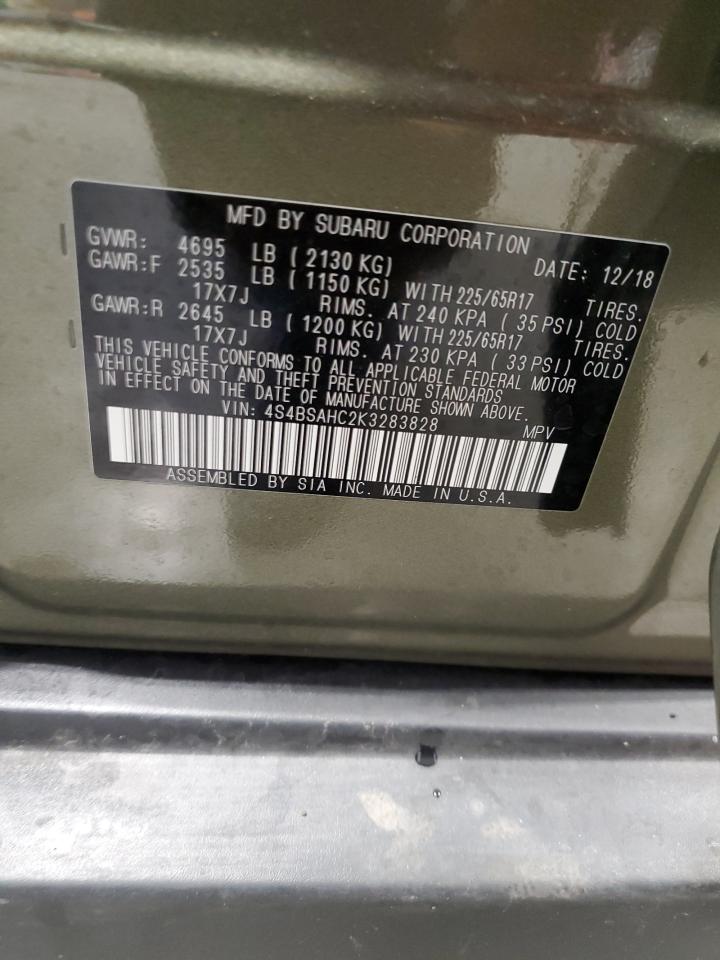 MFD BY SUBARU CORPORATION
GVWR: 4695 LB ( 2130 KG) DATE: 12/18
GAWR:F 2535 LB ( 1150 KG) WITH 225/65R17 TIRES.
17X7J RIMS. AT 240 KPA ( 35 PSI) COLD
GAWR:R 2645 LB ( 1200 KG) WITH 225/65R17 TIRES.
17X7J RIMS. AT 230 KPA ( 33 PSI) COLD
THIS VEHICLE CONFORMS TO ALL APPLICABLE FEDERAL MOTOR
VEHICLE SAFETY AND THEFT PREVENTION STANDARDS
IN EFFECT ON THE DATE OF MANUFACTURE SHOWN ABOVE.
VIN: 4S4BSAHC2K3283828 MPV
ASSEMBLED BY SIA INC. MADE IN U.S.A.